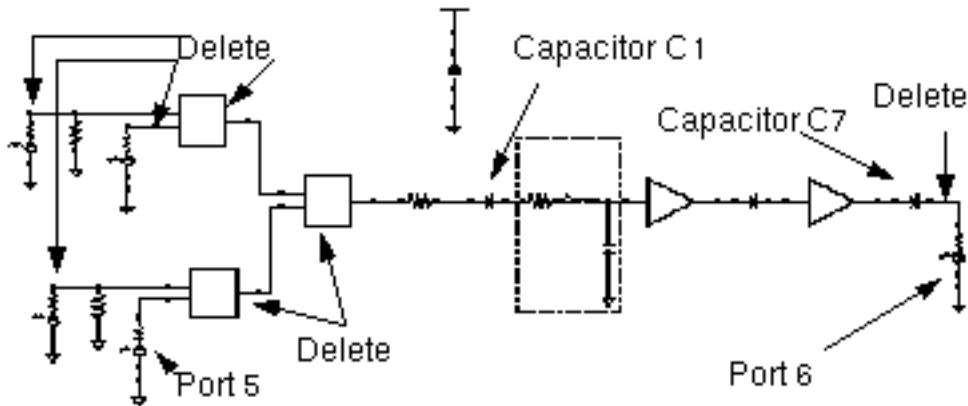 Delete
Capacitor C1
Capacitor C7
Delete
Delete
Port 5
Port 6